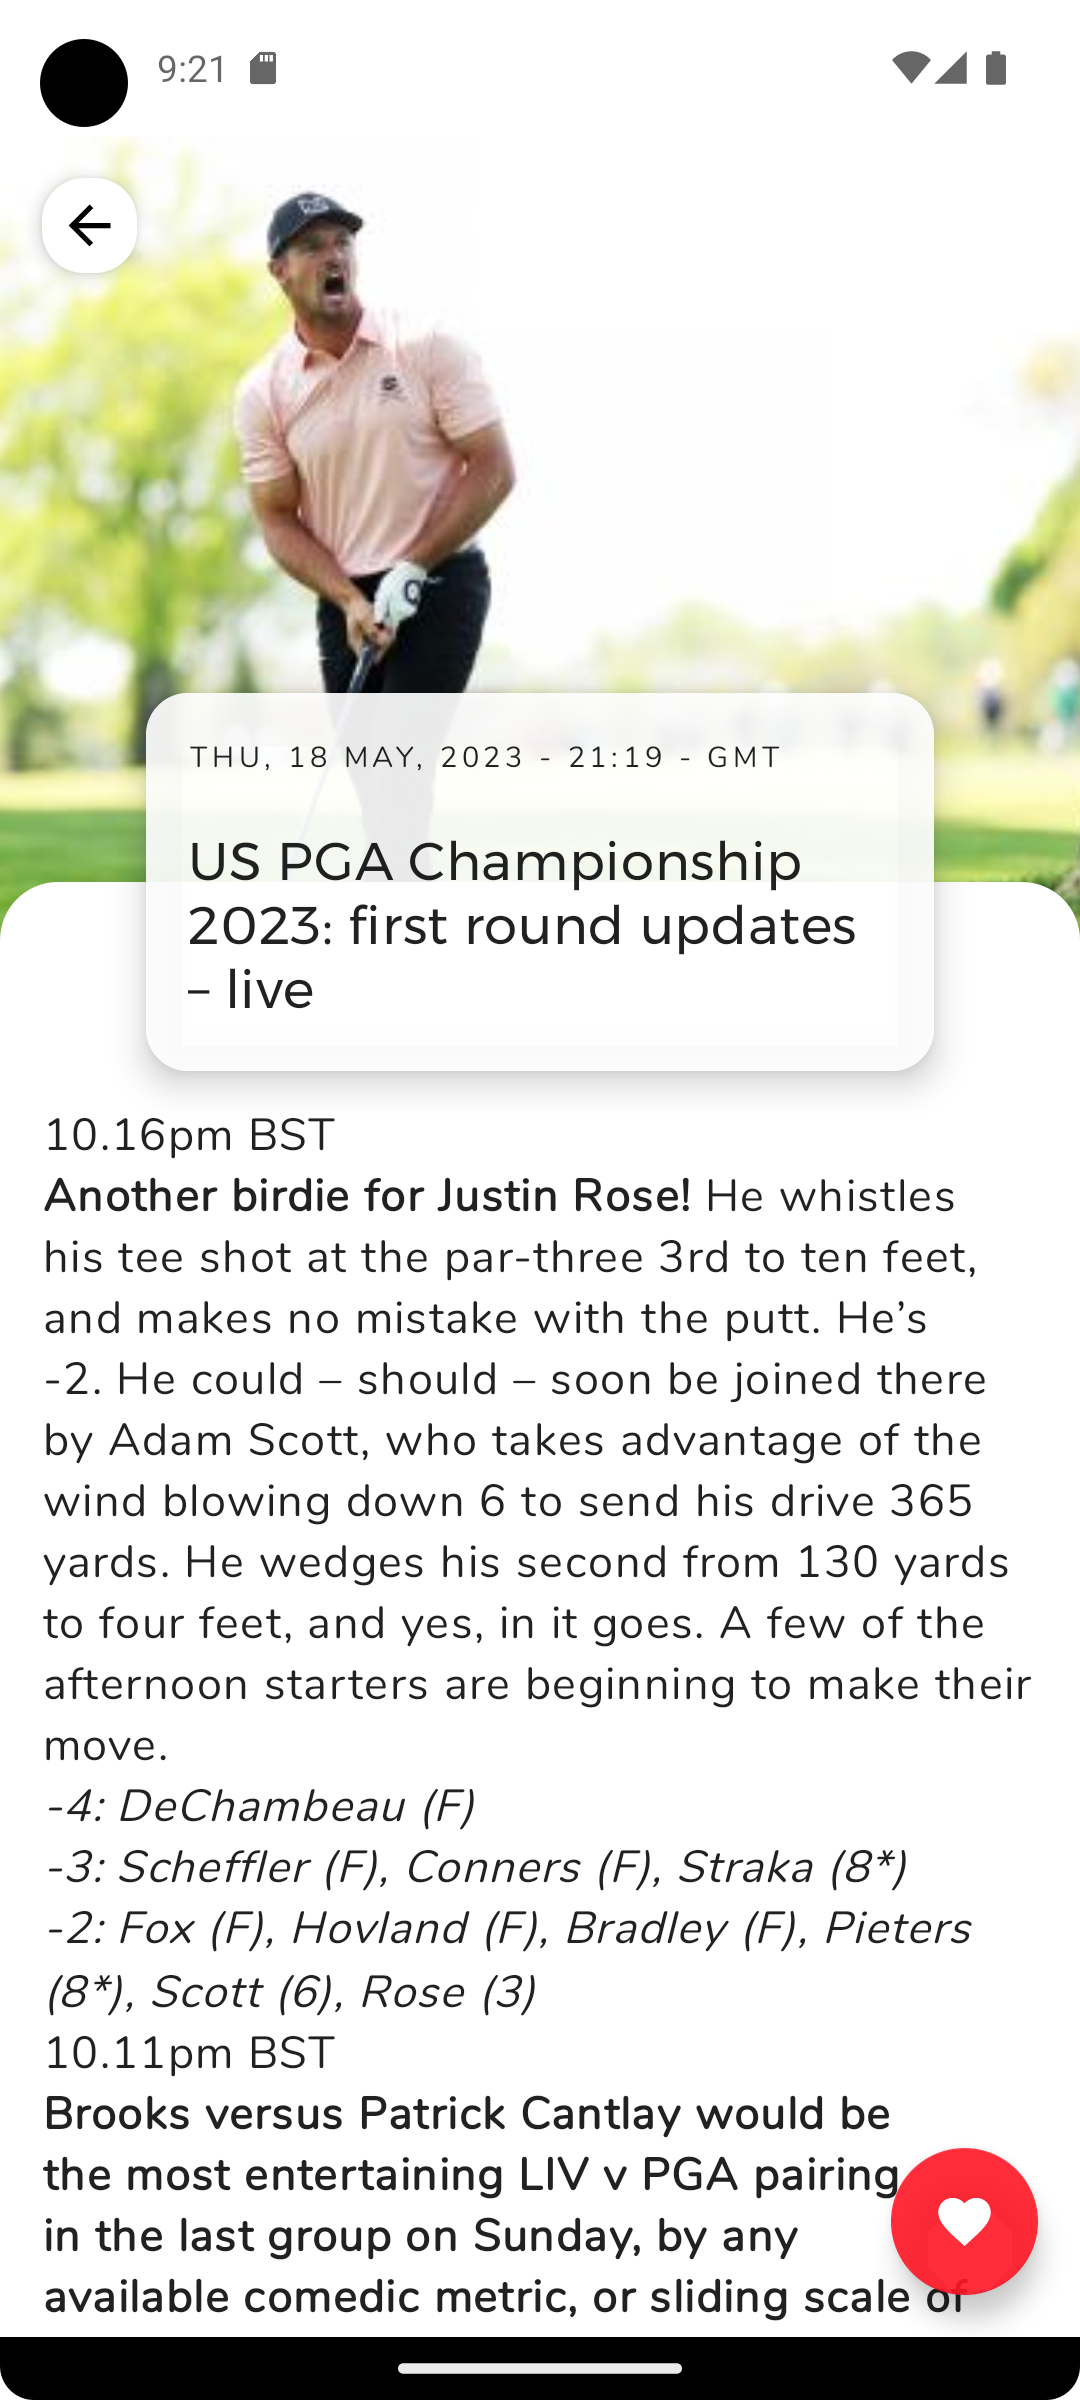 9:21
THU, 18 MAY, 2023 - 21:19 - GMT
US PGA Championship
2023: first round updates
– live
10.16pm BST
Another birdie for Justin Rose! He whistles
his tee shot at the par-three 3rd to ten feet,
and makes no mistake with the putt. He’s
-2. He could – should – soon be joined there
by Adam Scott, who takes advantage of the
wind blowing down 6 to send his drive 365
yards. He wedges his second from 130 yards
to four feet, and yes, in it goes. A few of the
afternoon starters are beginning to make their
move.
-4: DeChambeau (F)
-3: Scheffler (F), Conners (F), Straka (8*)
-2: Fox (F), Hovland (F), Bradley (F), Pieters
(8*), Scott (6), Rose (3)
10.11pm BST
Brooks versus Patrick Cantlay would be
the most entertaining LIV v PGA pairing
in the last group on Sunday, by any
available comedic metric, or sliding scale of